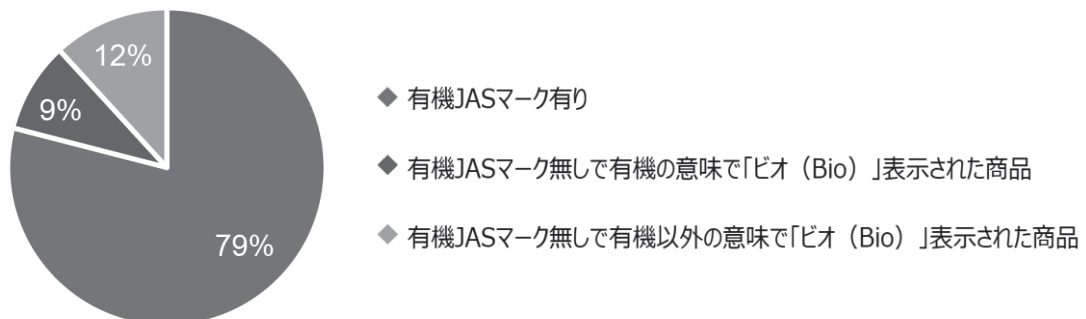 12%
9%
79%
◆ 有機JASマーク有り
◆ 有機JASマーク無しで有機の意味で「ビオ（Bio）」表示された商品
◆ 有機JASマーク無しで有機以外の意味で「ビオ（Bio）」表示された商品